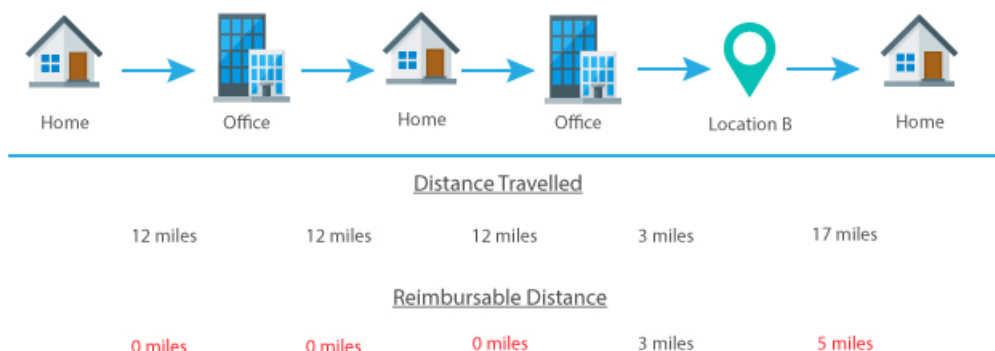 Home Office Home Office Location B Home
Distance Travelled
12 miles 12 miles 12 miles 3 miles 17 miles
Reimbursable Distance
0 miles 0 miles 0 miles 3 miles 5 miles